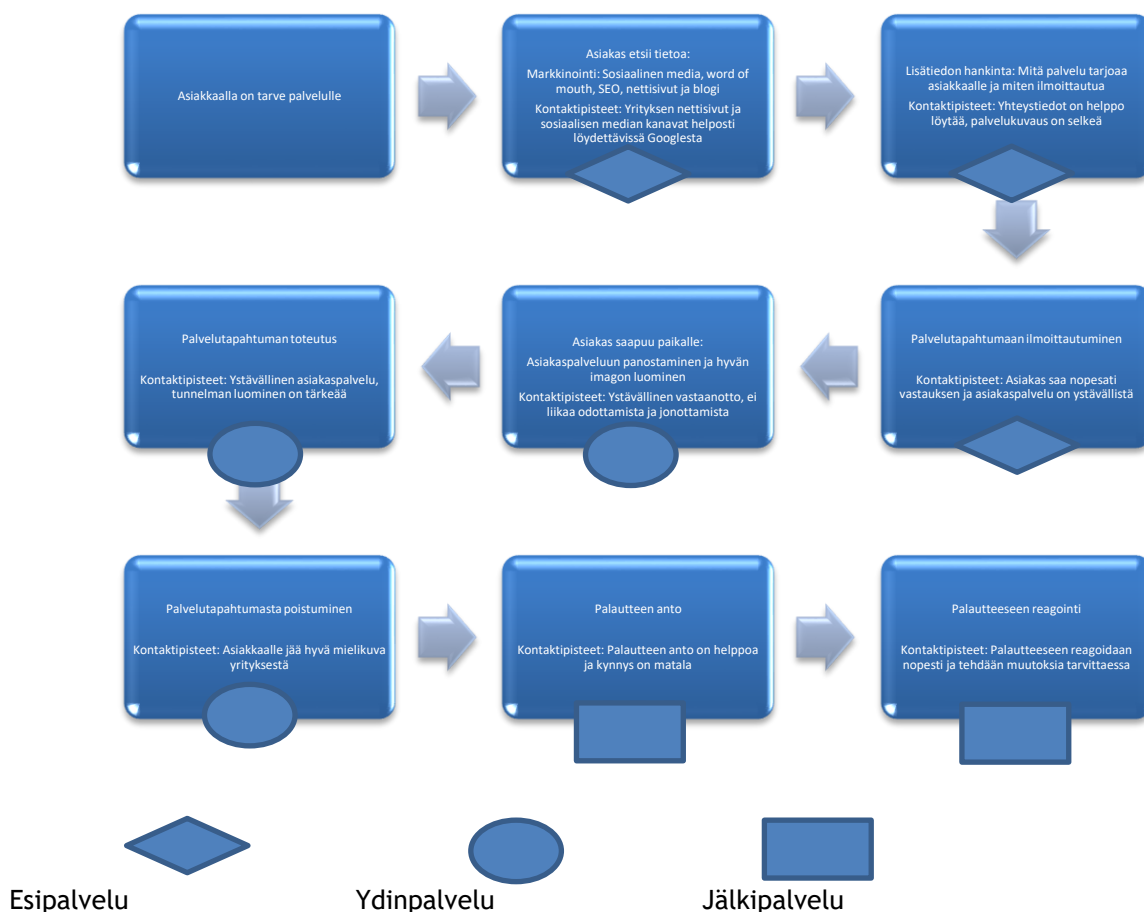 Asiakkaalla on tarve palvelulle
Asiakas etsii tietoa:
Markkinointi: Sosiaalinen media, word of
mouth, SEO, nettisivut ja blogi
Kontaktipisteet: Yrityksen nettisivut ja
sosiaalisen median kanavat helposti
löydettävissä Googlesta
Lisätiedon hankinta: Mitä palvelu tarjoaa
asiakkaalle ja miten ilmoittautua
Kontaktipisteet: Yhteystiedot on helppo
löytää, palvelukuvaus on selkeä
Palvelutapahtumaan ilmoittautuminen
Kontaktipisteet: Asiakas saa nopesati
vastauksen ja asiakaspalvelu on ystävällistä
Asiakas saapuu paikalle:
Asiakaspalveluun panostaminen ja hyvän
imagon luominen
Kontaktipisteet: Ystävällinen vastaanotto, ei
liikaa odottamista ja jonottamista
Palvelutapahtuman toteutus
Kontaktipisteet: Ystävällinen asiakaspalvelu,
tunnelman luominen on tärkeää
Palvelutapahtumasta poistuminen
Kontaktipisteet: Asiakkaalle jää hyvä mielikuva
yrityksestä
Palautteen anto
Kontaktipisteet: Palautteen anto on helppoa
ja kynnys on matala
Palautteeseen reagointi
Kontaktipisteet: Palautteeseen reagoidaan
nopesti ja tehdään muutoksia tarvittaessa
Esipalvelu
Ydinpalvelu
Jälkipalvelu